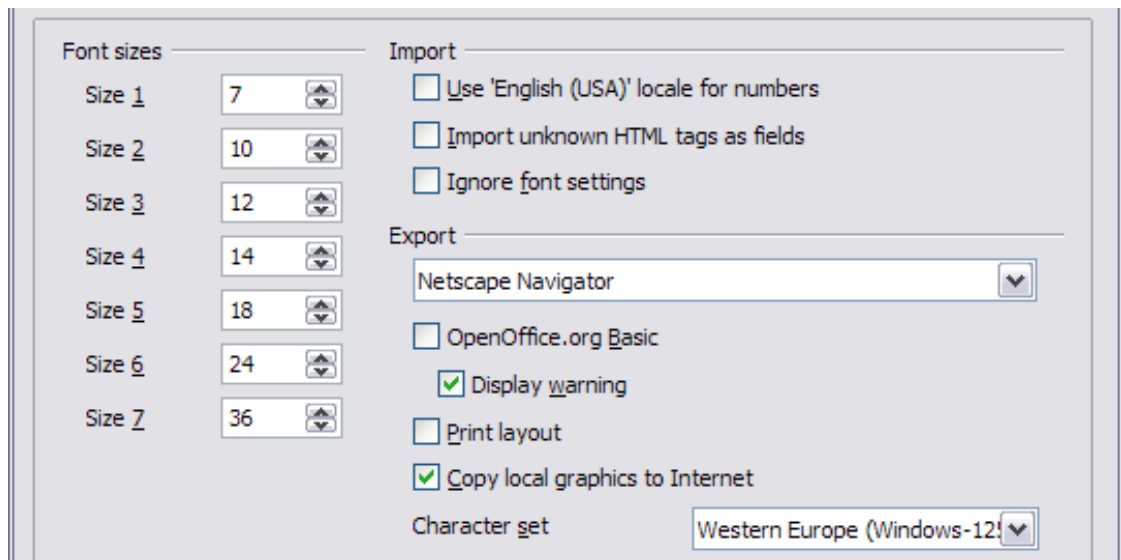 Font sizes
Size 1 7
Size 2 10
Size 3 12
Size 4 14
Size 5 18
Size 6 24
Size 7 36
Import
Use 'English (USA)' locale for numbers
Import unknown HTML tags as fields
Ignore font settings
Export
Netscape Navigator
OpenOffice.org Basic
Display warning
Print layout
Copy local graphics to Internet
Character set Western Europe